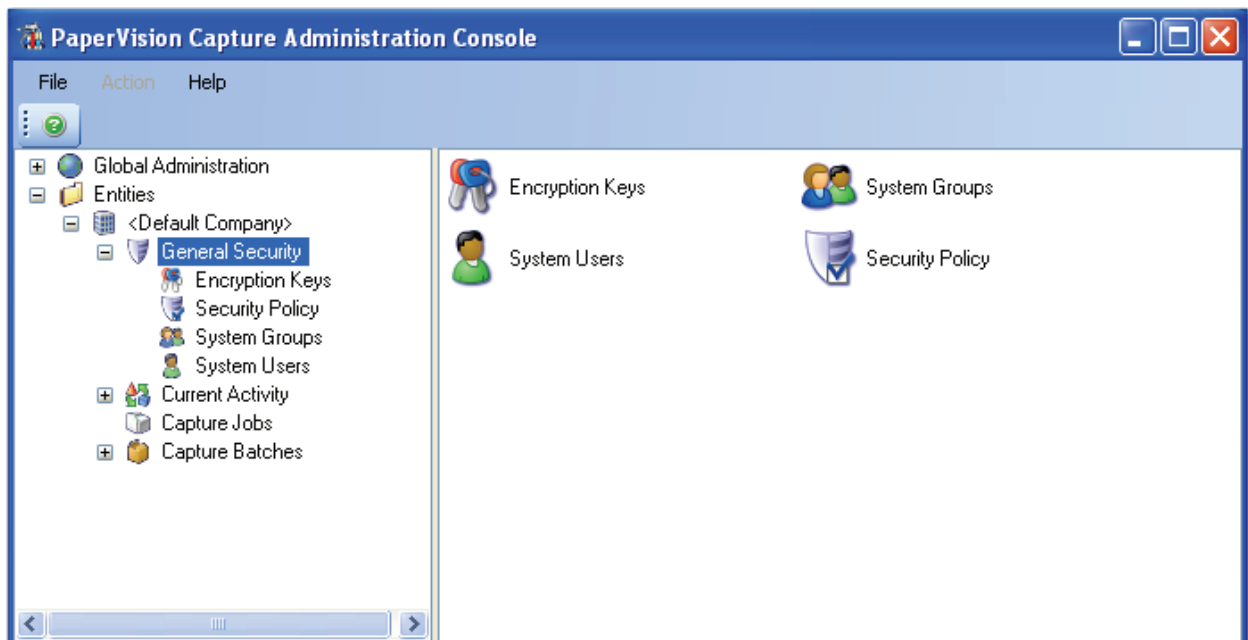 PaperVision Capture Administration Console
File Action Help
Global Administration
Entities
<Default Company>
General Security
Encryption Keys
Security Policy
System Groups
System Users
Current Activity
Capture Jobs
Capture Batches
Encryption Keys System Groups
System Users Security Policy